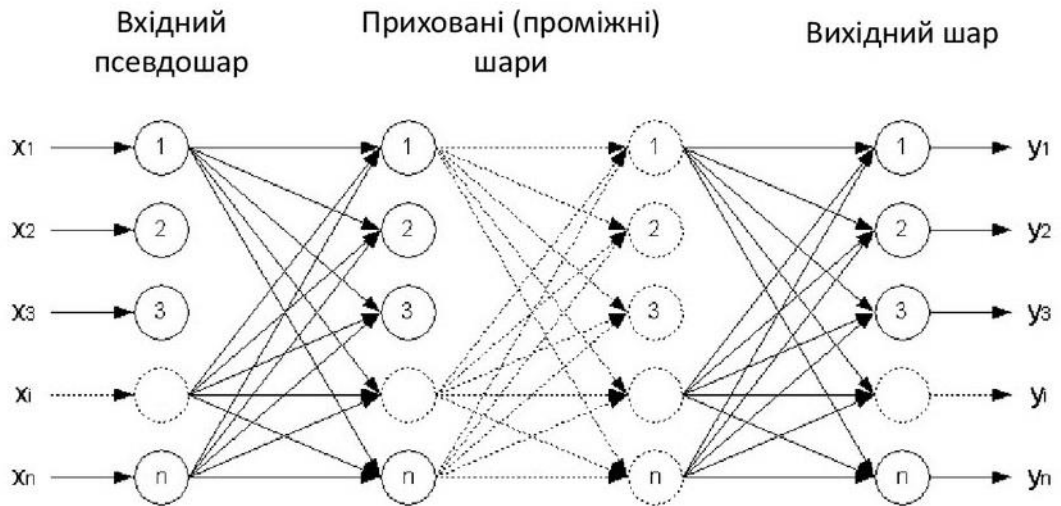 Вхідний
псевдошар
Приховані (проміжні)
шари
Вихідний шар
x1 1 1 1 1 y1
x2 2 2 2 2 y2
x3 3 3 3 3 y3
xi yi
xn n n n n yn